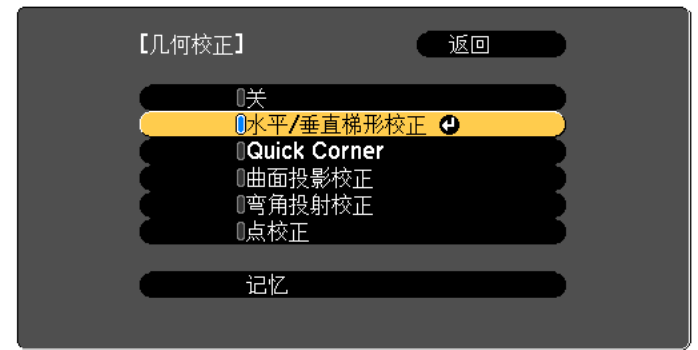 【几何校正】 返回
关
水平/垂直梯形校正
Quick Corner
曲面投影校正
弯角投射校正
点校正
记忆